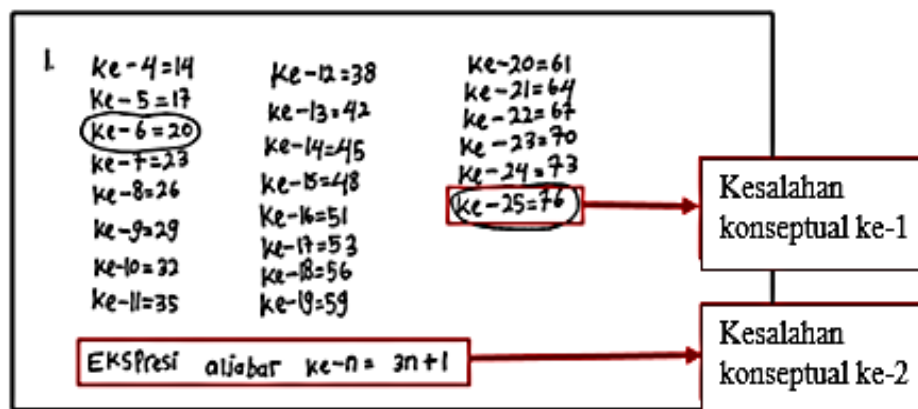 1.
ke-4=14
ke-5=17
ke-6=20
ke-7=23
ke-8=26
ke-9=29
ke-10=32
ke-11=35
ke-12=38
ke-13=42
ke-14=45
ke-15=48
ke-16=51
ke-17=53
ke-18=56
ke-19=59
ke-20=61
ke-21=64
ke-22=67
ke-23=70
ke-24=73
ke-25=76
EKSPresi aljabar ke-n= 3n+1
Kesalahan
konseptual ke-1
Kesalahan
konseptual ke-2